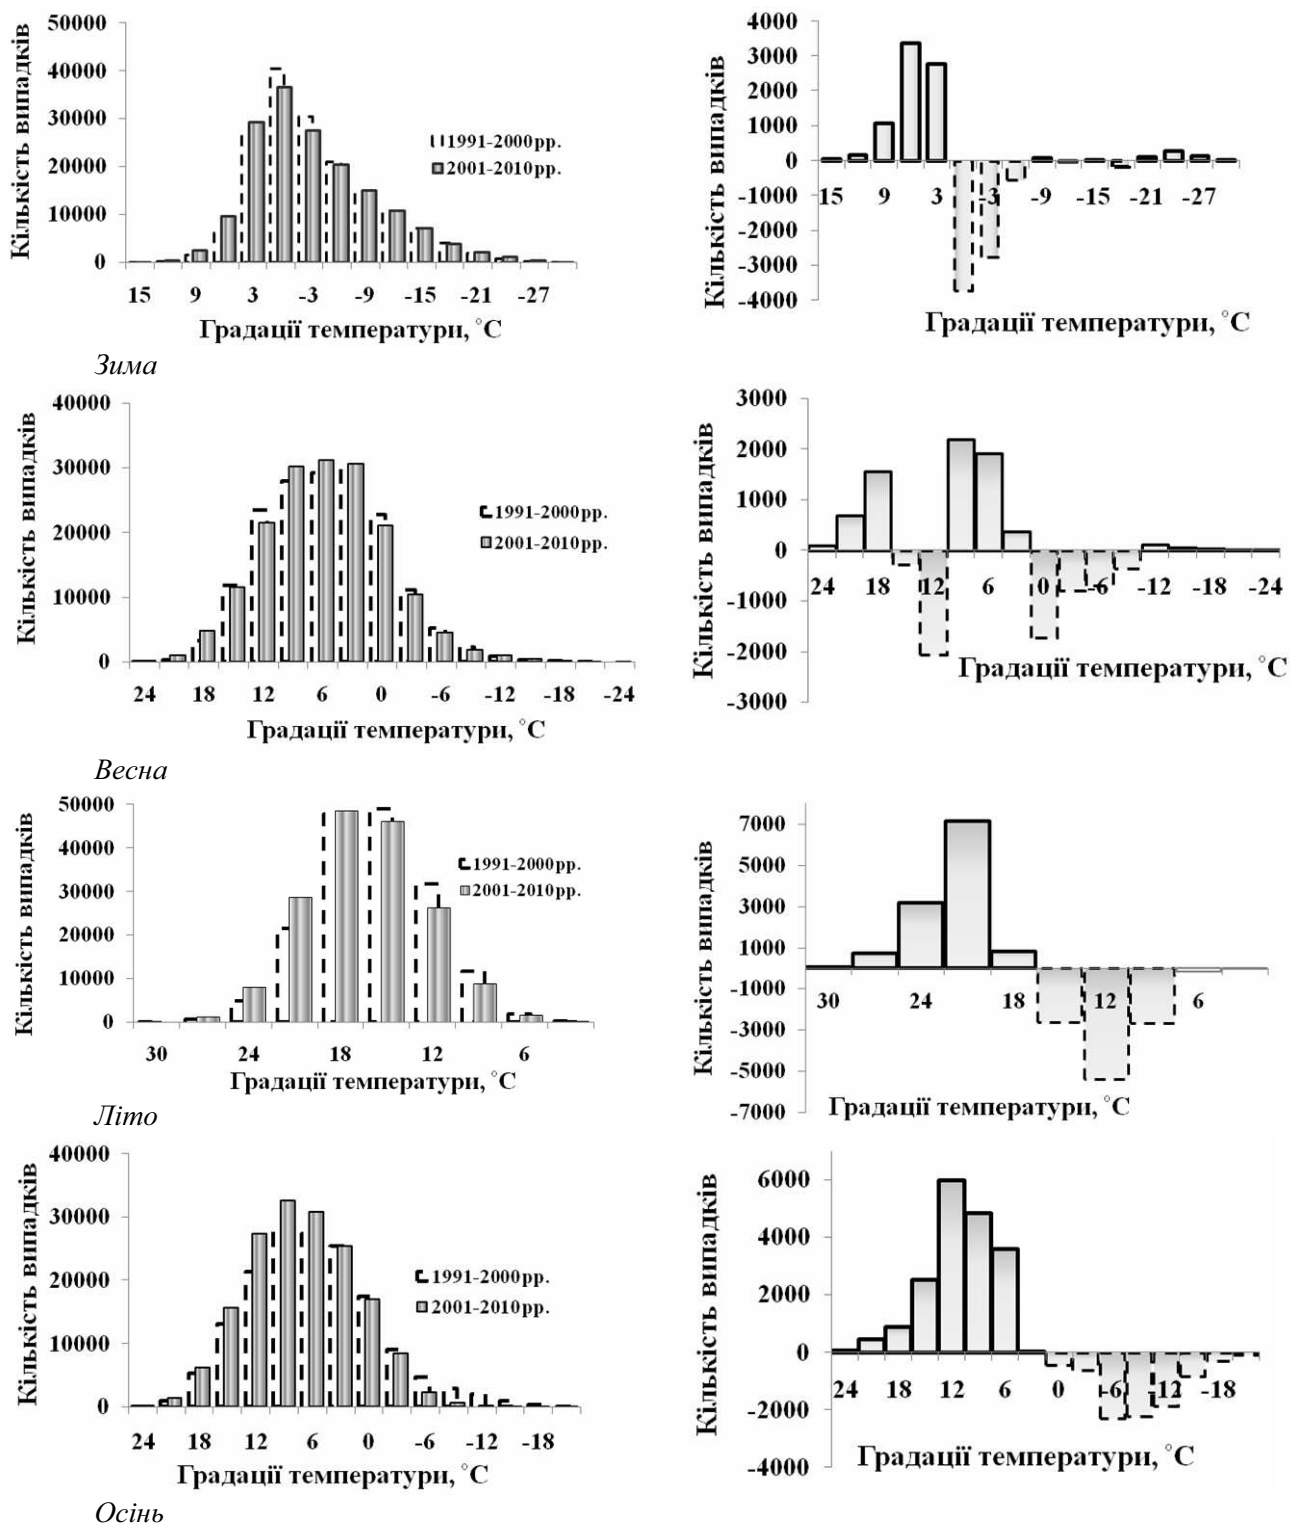 Кількість випадків
50000
40000
30000
20000
10000
0
1991-2000рр.
2001-2010рр.
15 9 3 -3 -9 -15 -21 -27
Градації температури, °C
Кількість випадків
4000
3000
2000
1000
0
-1000
-2000
-3000
-4000
15 9 3 -3 -9 -15 -21 -27
Градації температури, °C
Зима
Кількість випадків
40000
30000
20000
10000
0
1991-2000рр.
2001-2010рр.
24 18 12 6 0 -6 -12 -18 -24
Градації температури, °C
Кількість випадків
3000
2000
1000
0
-1000
-2000
-3000
24 18 12 6 0 -6 -12 -18 -24
Градації температури, °C
Весна
Кількість випадків
50000
40000
30000
20000
10000
0
1991-2000рр.
2001-2010рр.
30 24 18 12 6
Градації температури, °C
Кількість випадків
7000
5000
3000
1000
-1000
-3000
-5000
-7000
30 24 18 12 6
Градації температури, °C
Літо
Кількість випадків
40000
30000
20000
10000
0
1991-2000рр.
2001-2010рр.
24 18 12 6 0 -6 -12 -18
Градації температури, °C
Кількість випадків
6000
4000
2000
0
-2000
-4000
24 18 12 6 0 -6 -12 -18
Градації температури, °C
Осінь